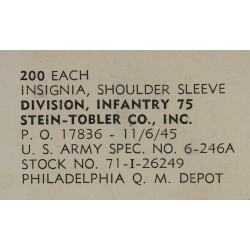 200 EACH
INSIGNIA, SHOULDER SLEEVE
DIVISION, INFANTRY 75
STEIN-TOBLER CO., INC.
P. O. 17836 - 11/6/45
U. S. ARMY SPEC. NO. 6-246A
STOCK NO. 71-I-26249
PHILADELPHIA Q. M. DEPOT